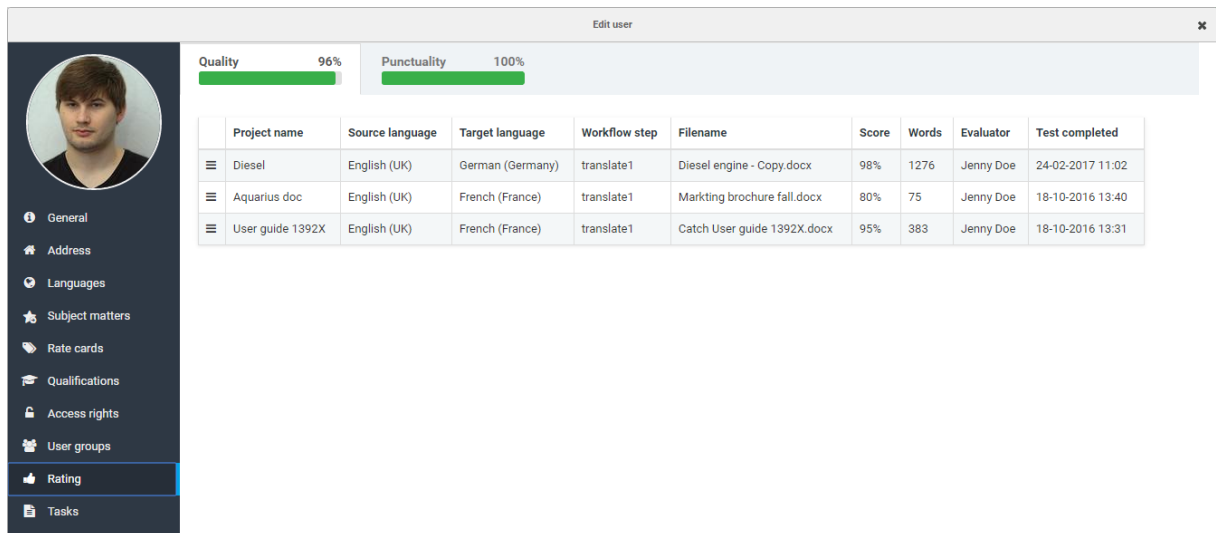 Edit user
Quality 96% Punctuality 100%
Project name Source language Target language Workflow step Filename Score Words Evaluator Test completed
Diesel English (UK) German (Germany) translate1 Diesel engine - Copy.docx 98% 1276 Jenny Doe 24-02-2017 11:02
Aquarius doc English (UK) French (France) translate1 Markting brochure fall.docx 80% 75 Jenny Doe 18-10-2016 13:40
User guide 1392X English (UK) French (France) translate1 Catch User guide 1392X.docx 95% 383 Jenny Doe 18-10-2016 13:31
General
Address
Languages
Subject matters
Rate cards
Qualifications
Access rights
User groups
Rating
Tasks